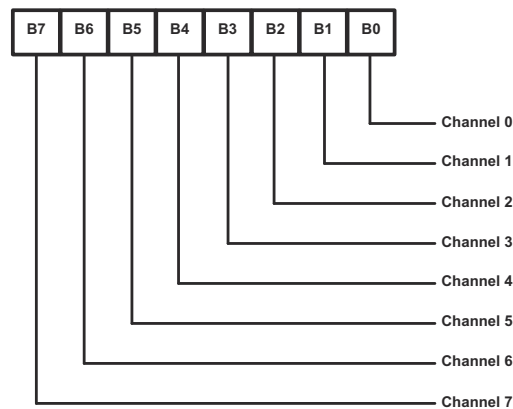 B7 B6 B5 B4 B3 B2 B1 B0
Channel 0
Channel 1
Channel 2
Channel 3
Channel 4
Channel 5
Channel 6
Channel 7